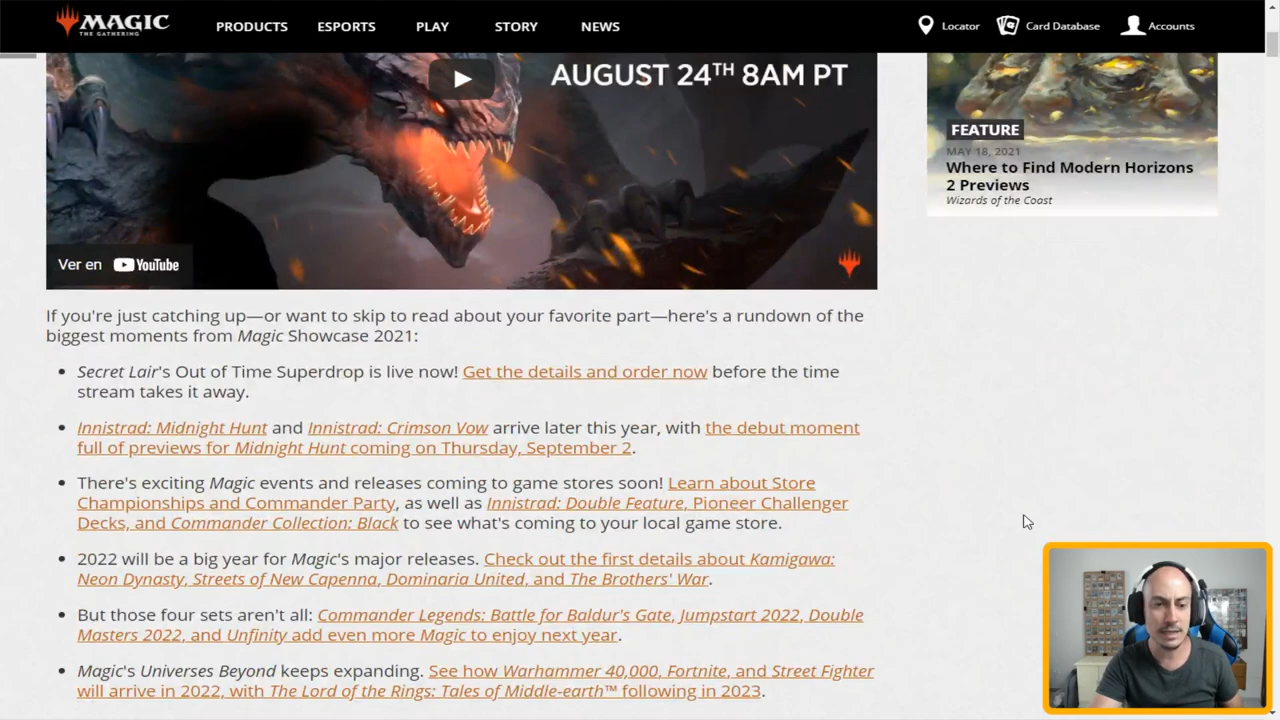 MAGIC
THE GATHERING
PRODUCTS
ESPORTS
PLAY
STORY
NEWS
Locator
Card Database
Accounts
AUGUST 24TH 8AM PT
Ver en YouTube
FEATURE
MAY 18, 2021
Where to Find Modern Horizons
2 Previews
Wizards of the Coast
If you're just catching up—or want to skip to read about your favorite part—here's a rundown of the
biggest moments from Magic Showcase 2021:
• Secret Lair's Out of Time Superdrop is live now! Get the details and order now before the time
stream takes it away.
• Innistrad: Midnight Hunt and Innistrad: Crimson Vow arrive later this year, with the debut moment
full of previews for Midnight Hunt coming on Thursday, September 2.
• There's exciting Magic events and releases coming to game stores soon! Learn about Store
Championships and Commander Party, as well as Innistrad: Double Feature, Pioneer Challenger
Decks, and Commander Collection: Black to see what's coming to your local game store.
• 2022 will be a big year for Magic's major releases. Check out the first details about Kamigawa:
Neon Dynasty, Streets of New Capenna, Dominaria United, and The Brothers' War.
• But those four sets aren't all: Commander Legends: Battle for Baldur's Gate, Jumpstart 2022, Double
Masters 2022, and Unfinity add even more Magic to enjoy next year.
• Magic's Universes Beyond keeps expanding. See how Warhammer 40,000, Fortnite, and Street Fighter
will arrive in 2022, with The Lord of the Rings: Tales of Middle-earth™ following in 2023.